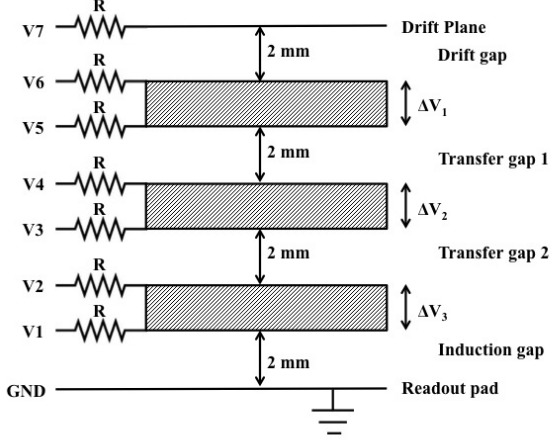 R
V7
Drift Plane
2 mm
Drift gap
R
V6
ΔV1
R
V5
2 mm
Transfer gap 1
R
V4
ΔV2
R
V3
2 mm
Transfer gap 2
R
V2
ΔV3
R
V1
Induction gap
2 mm
GND
Readout pad